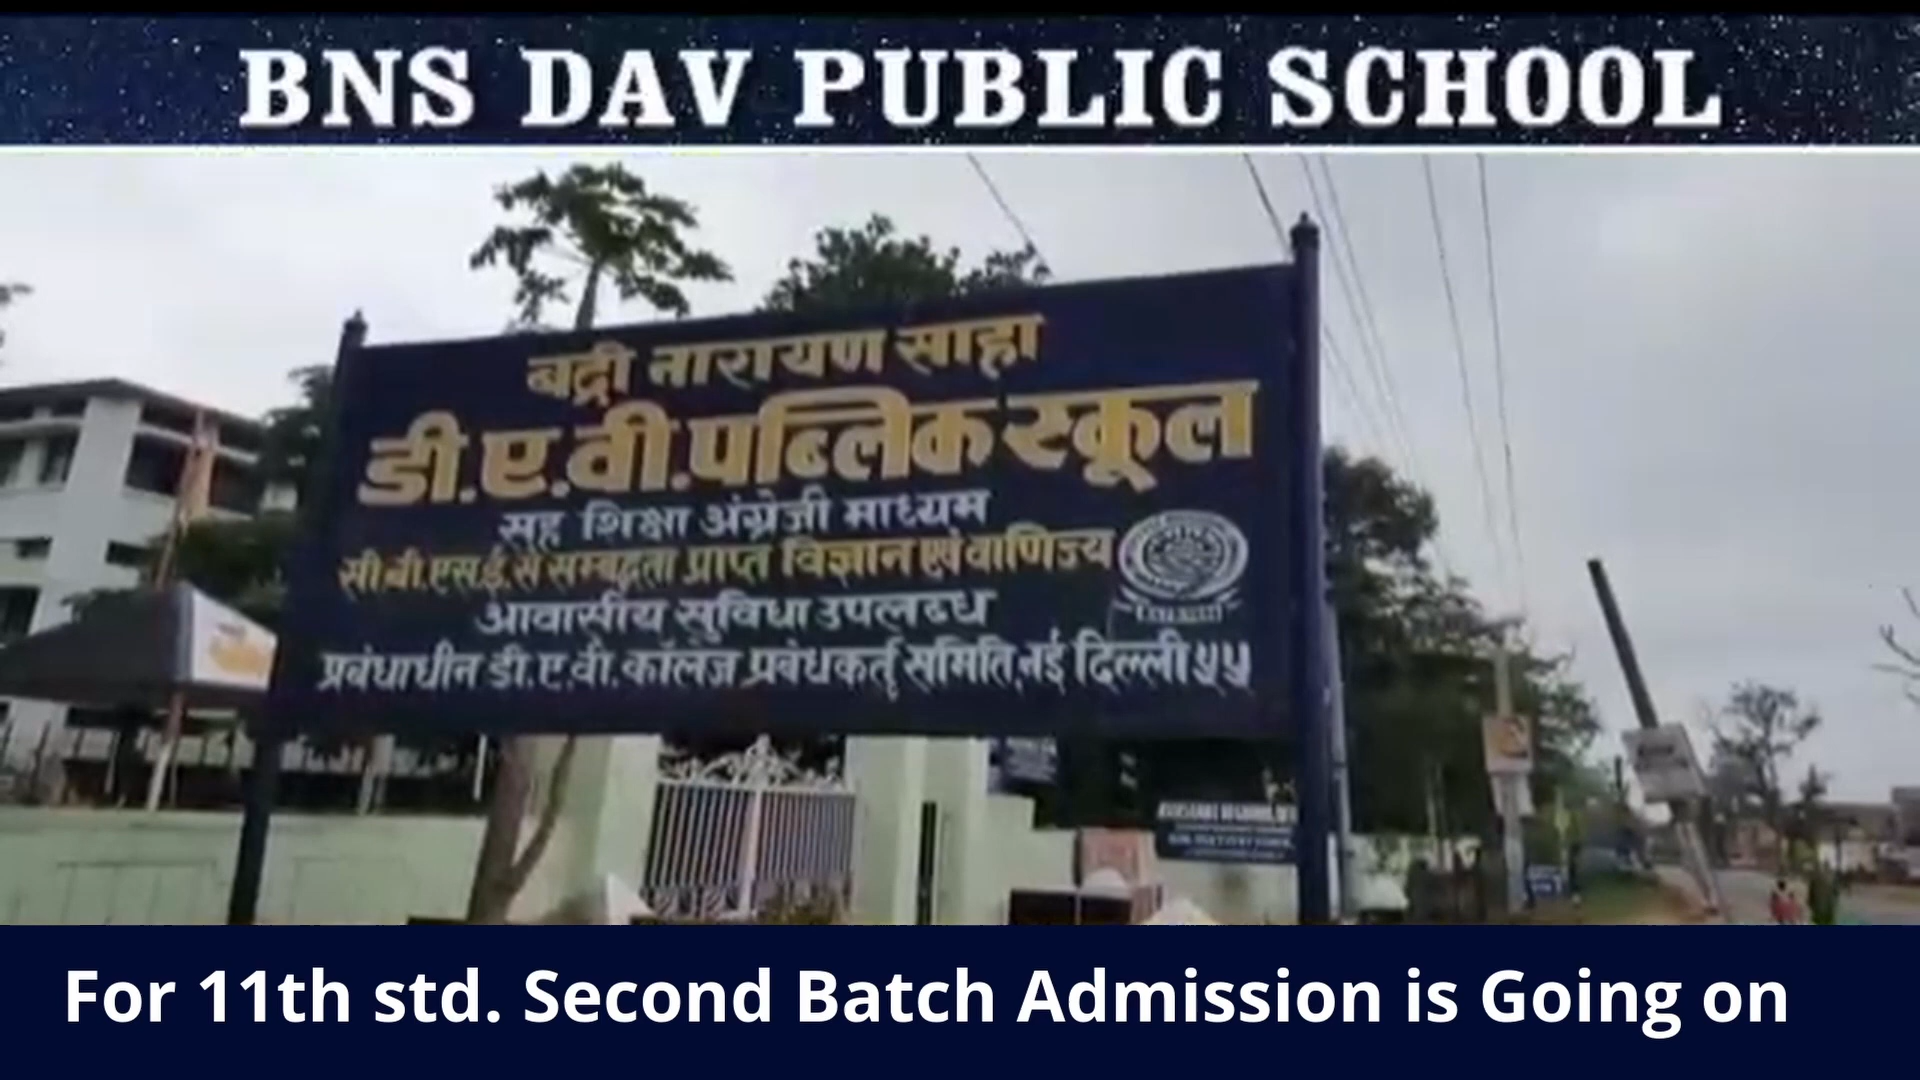 BNS DAV PUBLIC SCHOOL
बद्री नारायण साहा
डी.ए.वी.पब्लिक स्कूल
सह शिक्षा अंग्रेजी माध्यम
सी.बी.एस.ई.से सम्बद्धता प्राप्त विज्ञान एवं वाणिज्य
आवासीय सुविधा उपलब्ध
प्रबंधाधीन डी.ए.वी.कॉलेज प्रबंधकर्तृ समिति,नई दिल्ली ५५
For 11th std. Second Batch Admission is Going on